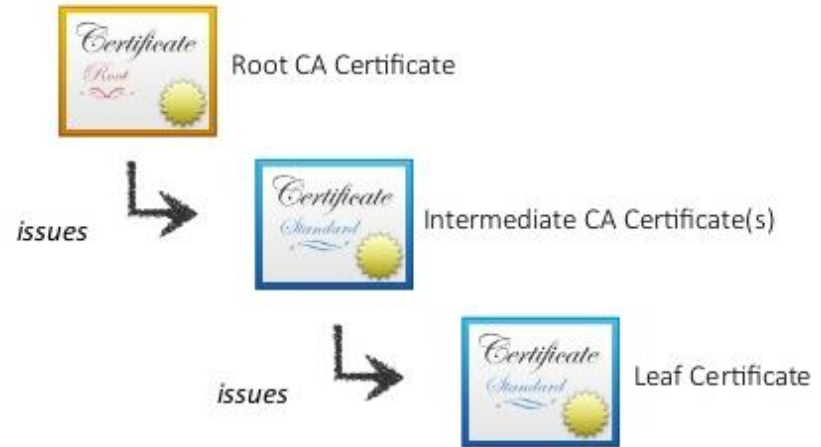 Certificate
Root
Root CA Certificate
issues
Certificate
Standard
Intermediate CA Certificate(s)
issues
Certificate
Standard
Leaf Certificate